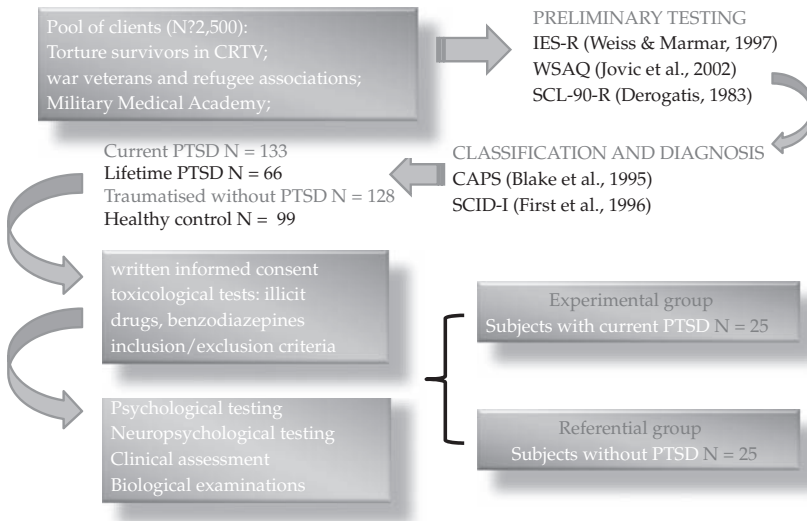 Pool of clients (N?2,500):
Torture survivors in CRTV;
war veterans and refugee associations;
Military Medical Academy;
PRELIMINARY TESTING
IES-R (Weiss & Marmar, 1997)
WSAQ (Jovic et al., 2002)
SCL-90-R (Derogatis, 1983)
CLASSIFICATION AND DIAGNOSIS
CAPS (Blake et al., 1995)
SCID-I (First et al., 1996)
Current PTSD N = 133
Lifetime PTSD N = 66
Traumatised without PTSD N = 128
Healthy control N = 99
written informed consent
toxicological tests: illicit
drugs, benzodiazepines
inclusion/exclusion criteria
Psychological testing
Neuropsychological testing
Clinical assessment
Biological examinations
Experimental group
Subjects with current PTSD N = 25
Referential group
Subjects without PTSD N = 25